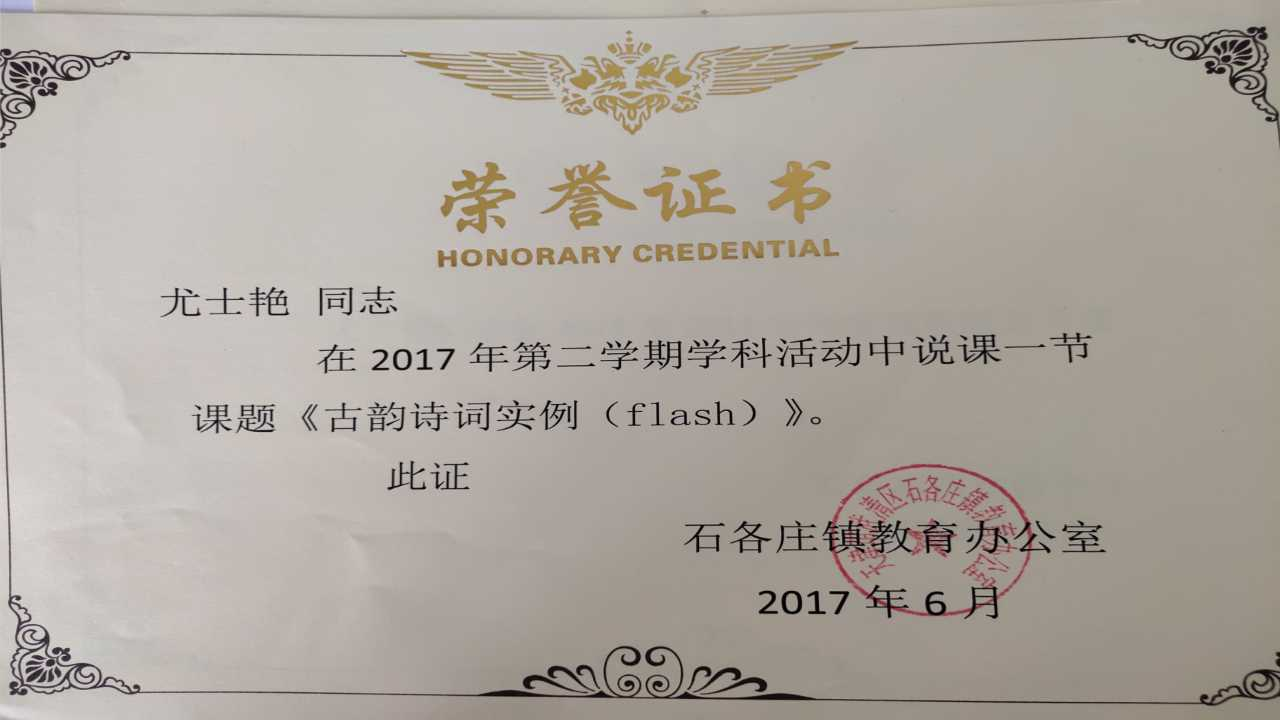 荣誉证书
HONORARY CREDENTIAL
尤士艳 同志
在 2017 年第二学期学科活动中说课一节
课题《古韵诗词实例（flash）》。
此证
石各庄镇教育办公室
2017 年 6 月